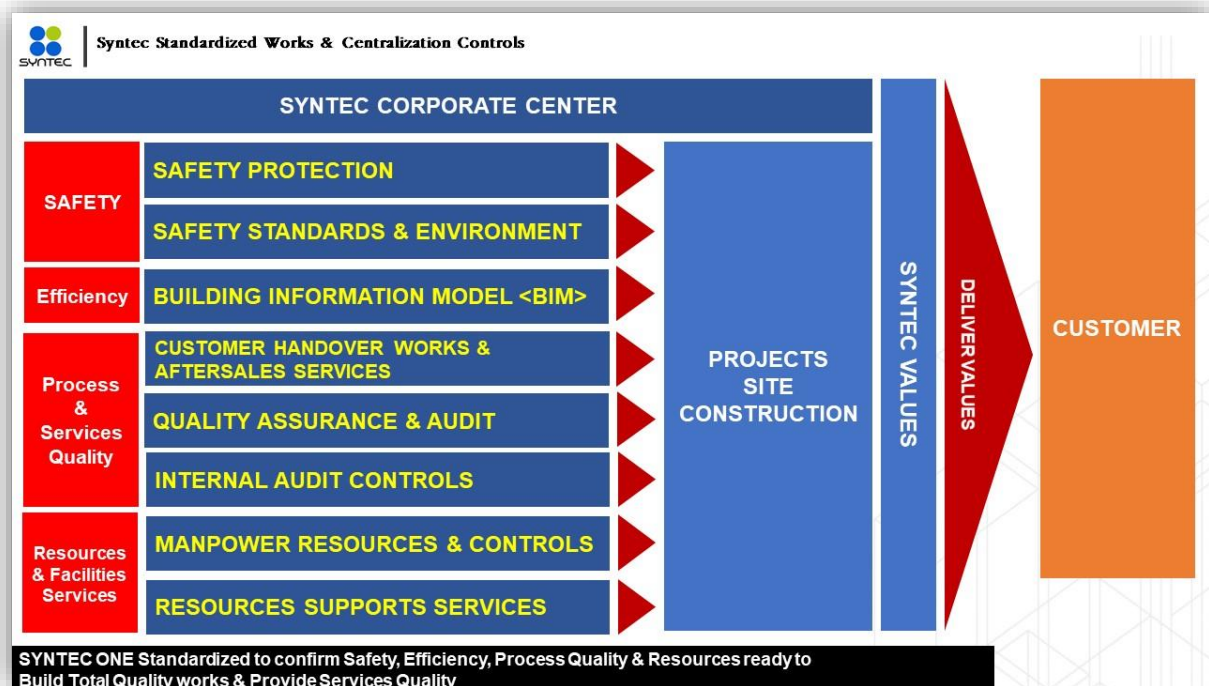 SYNTEC
Syntec Standardized Works & Centralization Controls
SYNTEC CORPORATE CENTER
SAFETY
SAFETY PROTECTION
SAFETY STANDARDS & ENVIRONMENT
Efficiency
BUILDING INFORMATION MODEL <BIM>
Process
&
Services
Quality
CUSTOMER HANDOVER WORKS &
AFTERSALES SERVICES
QUALITY ASSURANCE & AUDIT
INTERNAL AUDIT CONTROLS
Resources
& Facilities
Services
MANPOWER RESOURCES & CONTROLS
RESOURCES SUPPORTS SERVICES
PROJECTS
SITE
CONSTRUCTION
SYNTEC VALUES
DELIVER VALUES
CUSTOMER
SYNTEC ONE Standardized to confirm Safety, Efficiency, Process Quality & Resources ready to
Build Total Quality works & Provide Services Quality